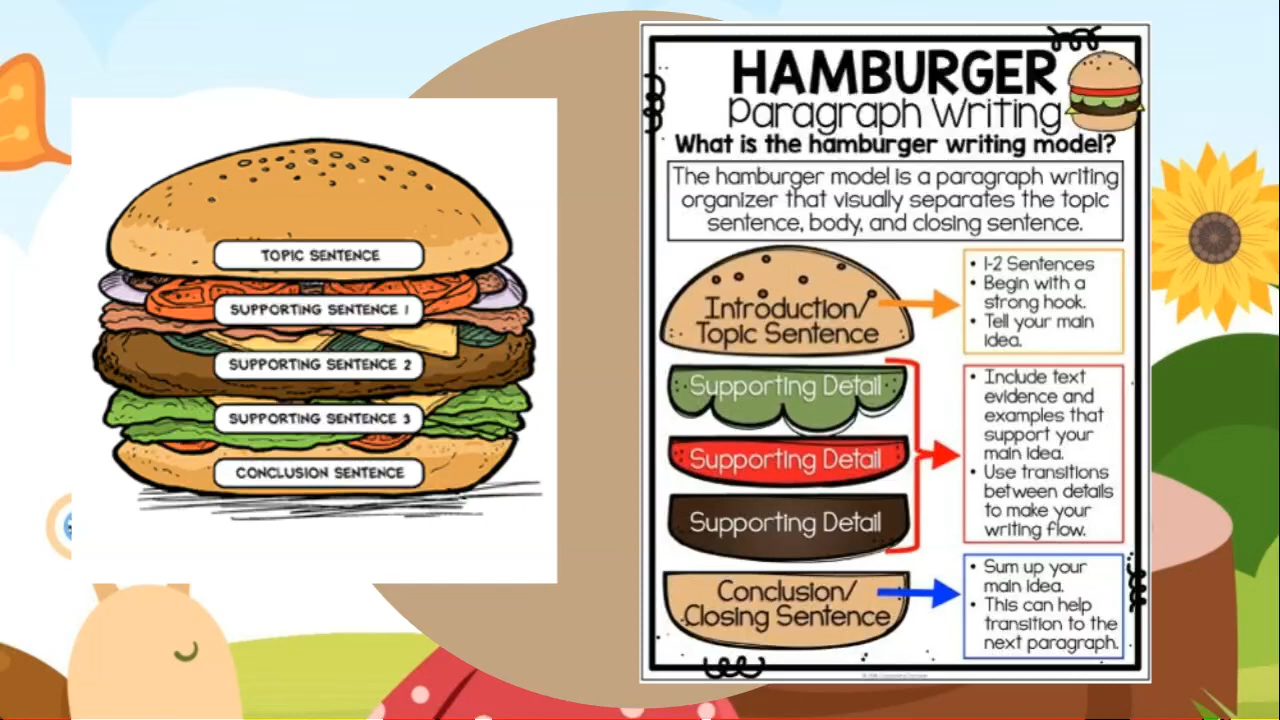 TOPIC SENTENCE
SUPPORTING SENTENCE 1
SUPPORTING SENTENCE 2
SUPPORTING SENTENCE 3
CONCLUSION SENTENCE
HAMBURGER
Paragraph Writing
What is the hamburger writing model?
The hamburger model is a paragraph writing
organizer that visually separates the topic
sentence, body, and closing sentence.
Introduction/
Topic Sentence
• 1-2 Sentences
• Begin with a
strong hook.
• Tell your main
idea.
Supporting Detail
Supporting Detail
Supporting Detail
• Include text
evidence and
examples that
support your
main idea.
• Use transitions
between details
to make your
writing flow.
Conclusion/
Closing Sentence
• Sum up your
main idea.
• This can help
transition to the
next paragraph.